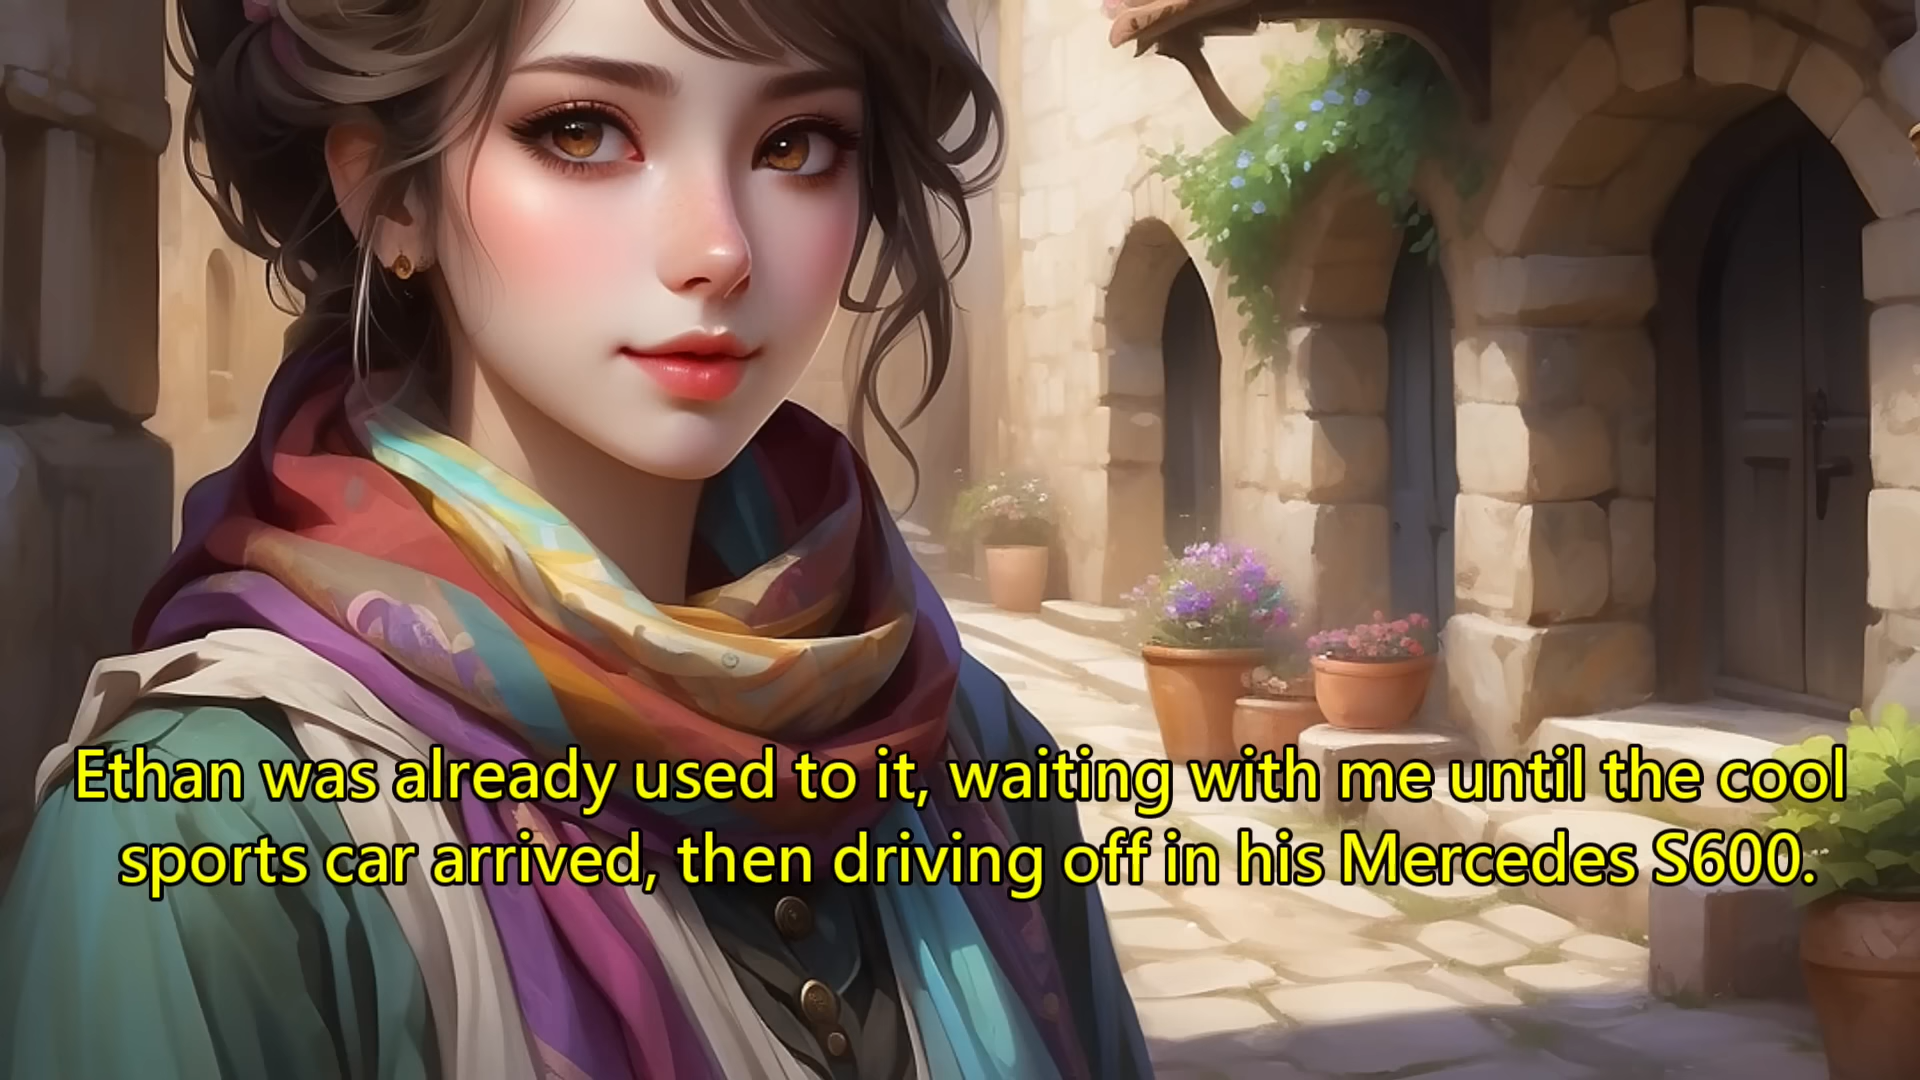 Ethan was already used to it, waiting with me until the cool
sports car arrived, then driving off in his Mercedes S600.